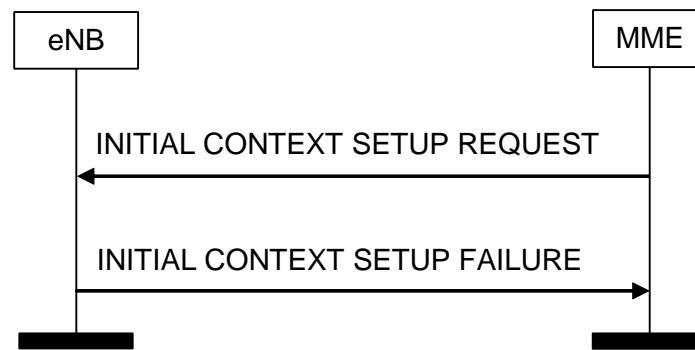 eNB
MME
INITIAL CONTEXT SETUP REQUEST
INITIAL CONTEXT SETUP FAILURE